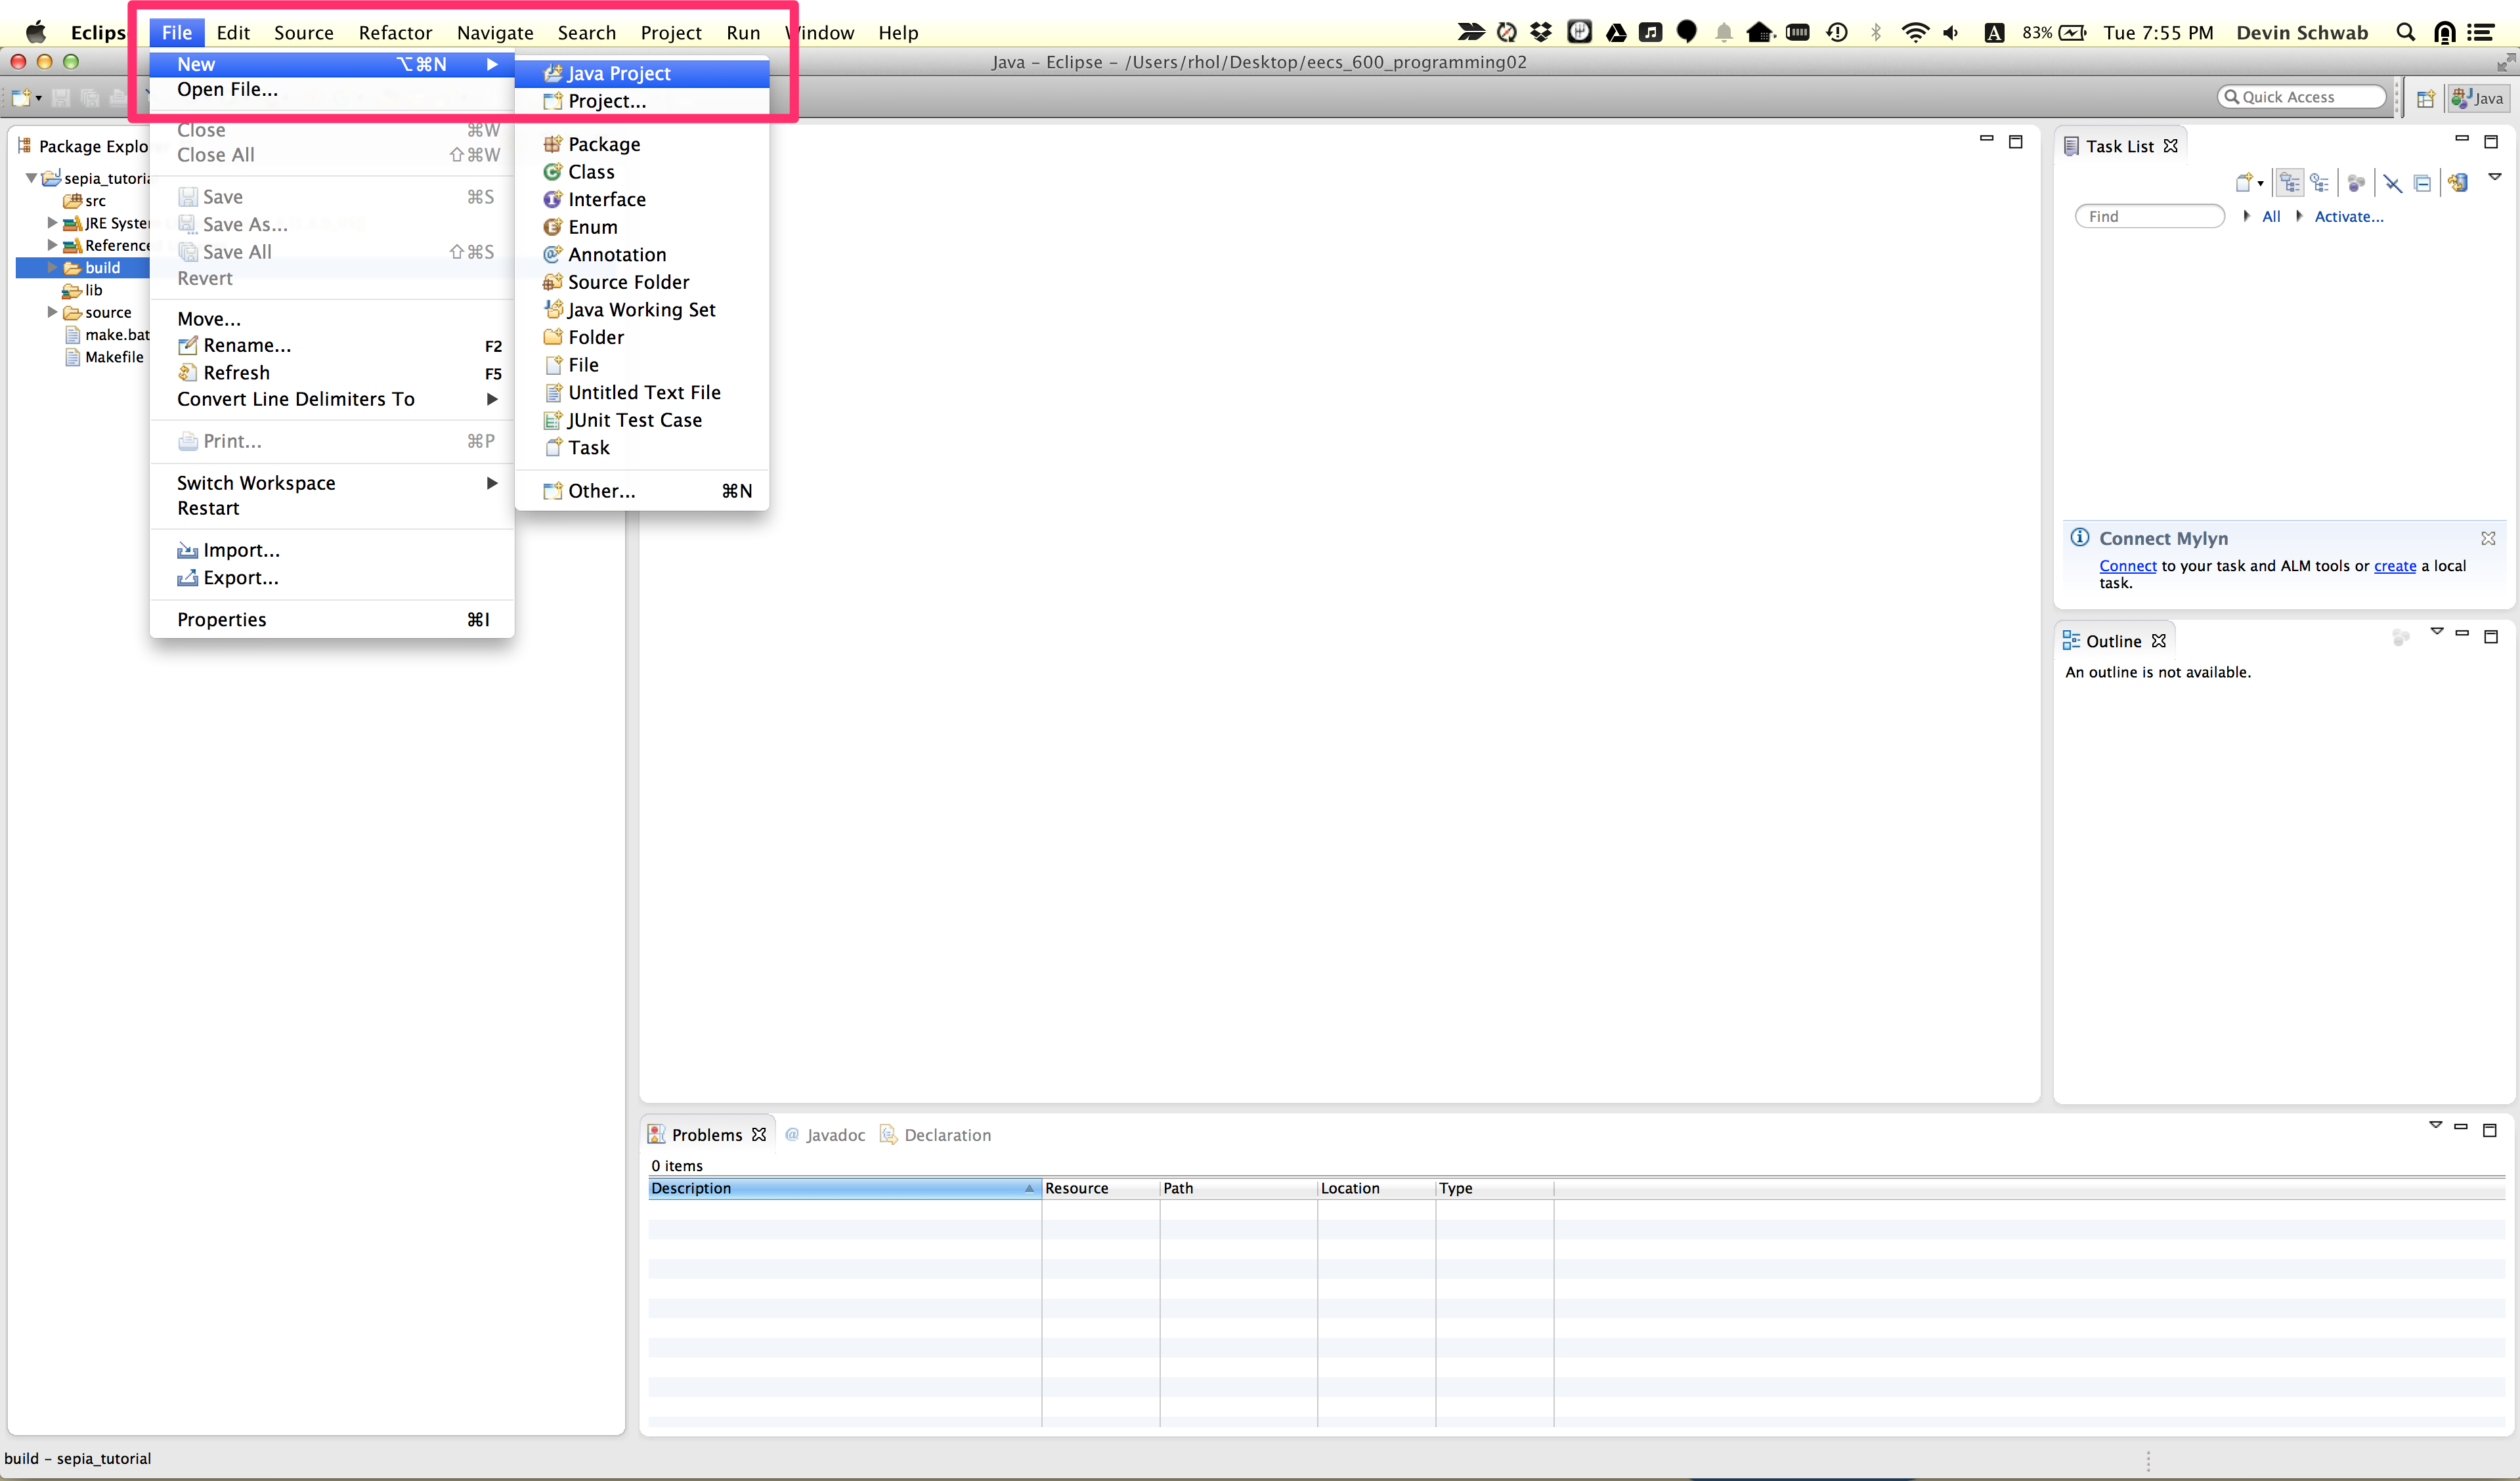 Eclips File Edit Source Refactor Navigate Search Project Run Window Help 83% Tue 7:55 PM Devin Schwab
Java – Eclipse – /Users/rhol/Desktop/eecs_600_programming02
Quick Access Java
New ⌥⌘N
Open File...
Close ⌘W
Close All ⇧⌘W
Save ⌘S
Save As...
Save All ⇧⌘S
Revert
Move...
Rename... F2
Refresh F5
Convert Line Delimiters To
Print... ⌘P
Switch Workspace
Restart
Import...
Export...
Properties ⌘I
Java Project
Project...
Package
Class
Interface
Enum
Annotation
Source Folder
Java Working Set
Folder
File
Untitled Text File
JUnit Test Case
Task
Other... ⌘N
Package Explo
sepia_tutoria
src
JRE Syste
Reference
build
lib
source
make.bat
Makefile
Task List
Find All Activate...
Connect Mylyn
Connect to your task and ALM tools or create a local
task.
Outline
An outline is not available.
Problems @ Javadoc Declaration
0 items
Description Resource Path Location Type
build – sepia_tutorial